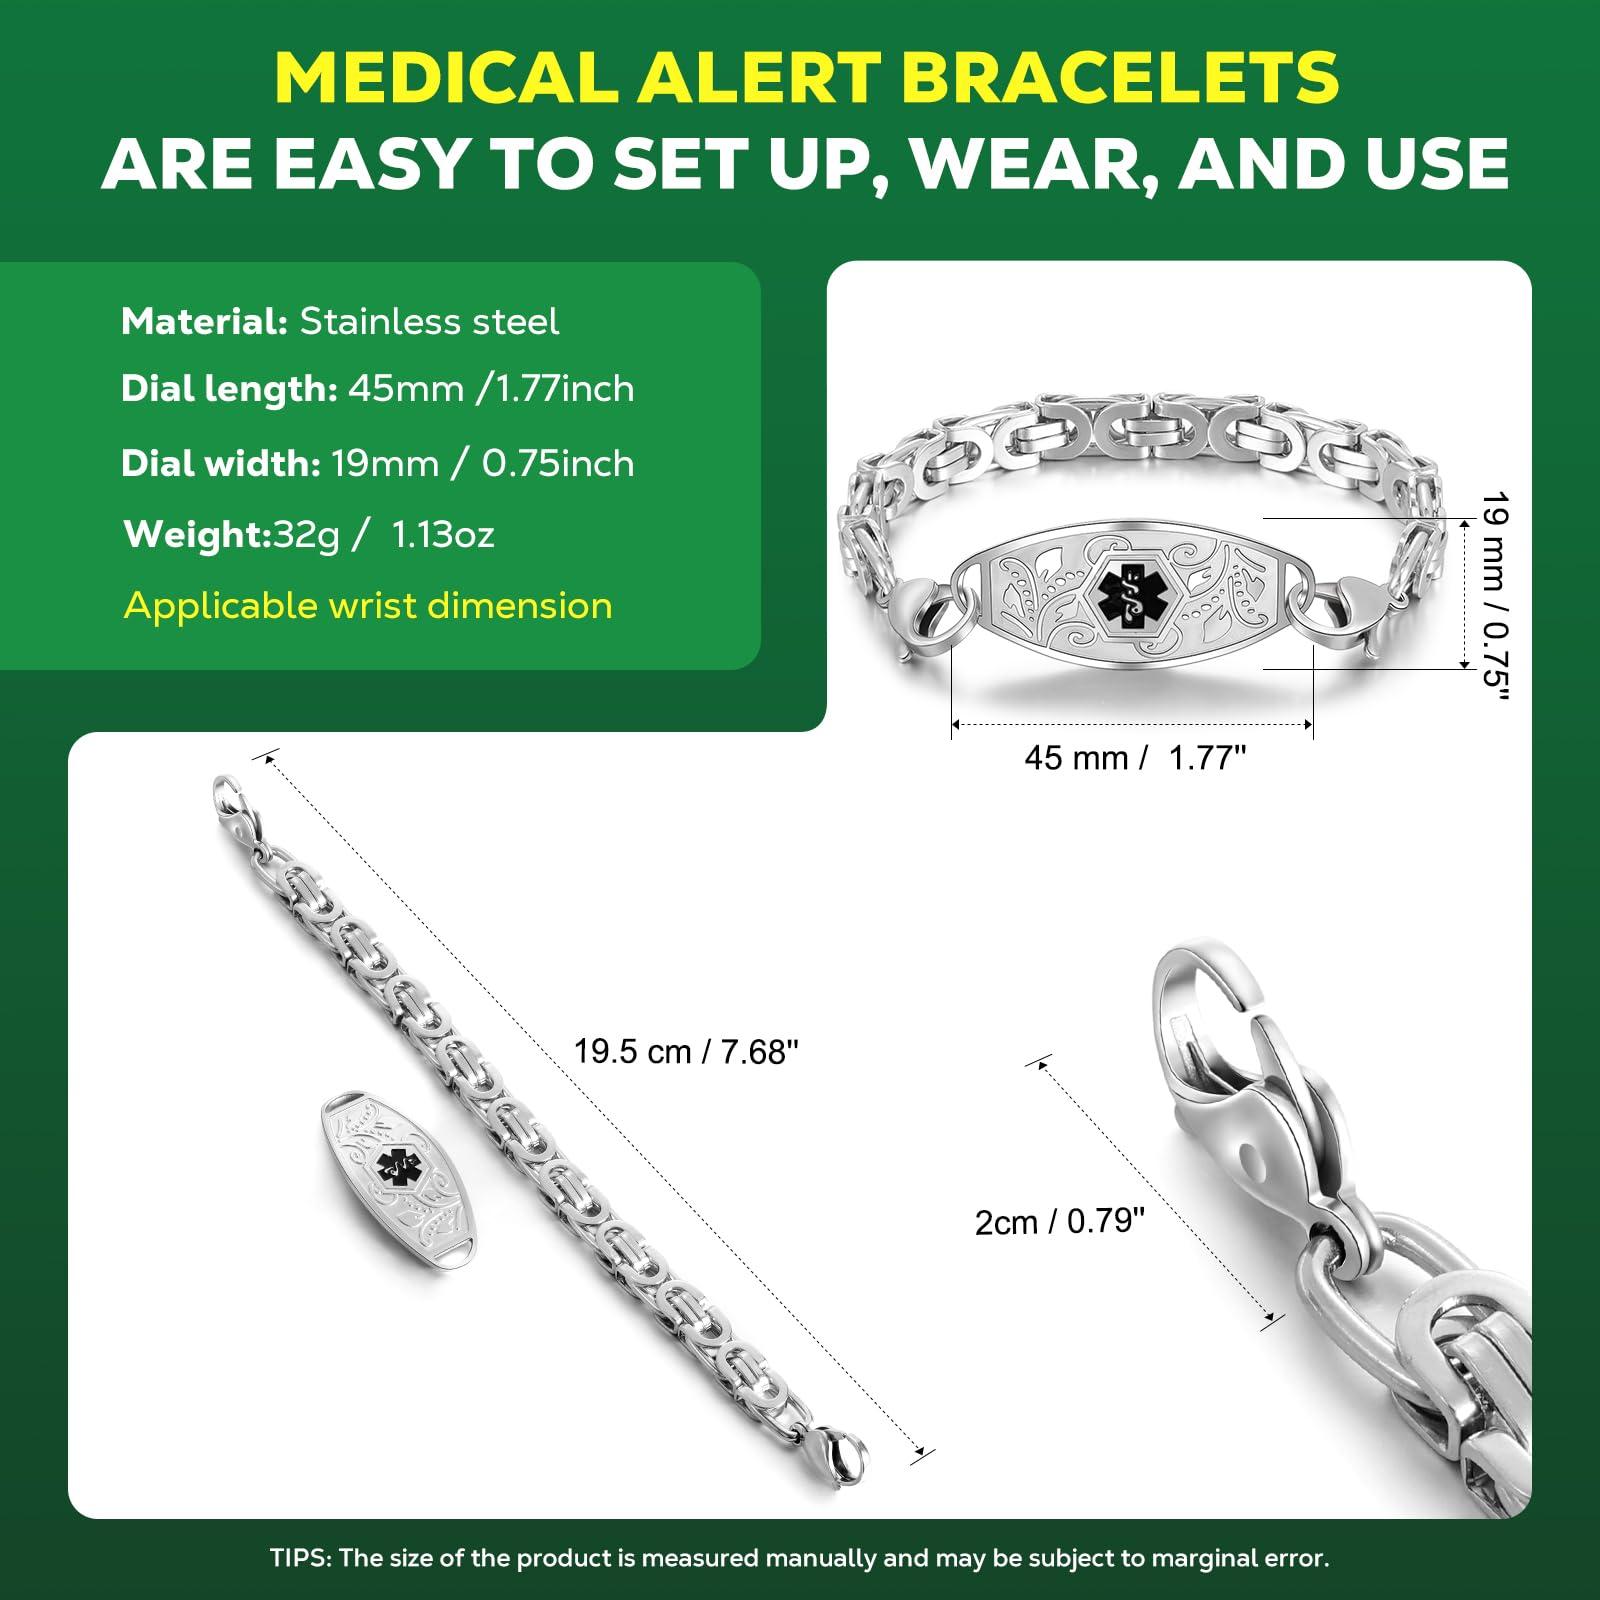 MEDICAL ALERT BRACELETS
ARE EASY TO SET UP, WEAR, AND USE
Material: Stainless steel
Dial length: 45mm /1.77inch
Dial width: 19mm / 0.75inch
Weight:32g / 1.13oz
Applicable wrist dimension
19 mm / 0.75"
45 mm / 1.77"
19.5 cm / 7.68"
2cm / 0.79"
TIPS: The size of the product is measured manually and may be subject to marginal error.